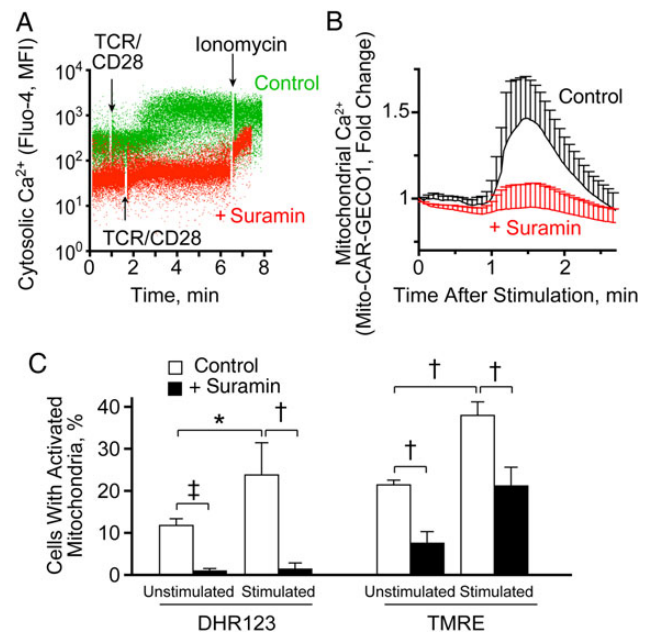 A
TCR/
CD28
Ionomycin
Control
Cytosolic Ca²⁺ (Fluo-4, MFI)
10⁴
10³
10²
10¹
10⁰
+ Suramin
TCR/CD28
0 2 4 6 7 8
Time, min
B
Mitochondrial Ca²⁺
(Mito-CAR-GECO1, Fold Change)
1.5
1
Control
+ Suramin
0 1 2
Time After Stimulation, min
C
Control
+ Suramin
Cells With Activated
Mitochondria, %
40
30
20
10
0
* † † †
‡ †
Unstimulated Stimulated Unstimulated Stimulated
DHR123 TMRE